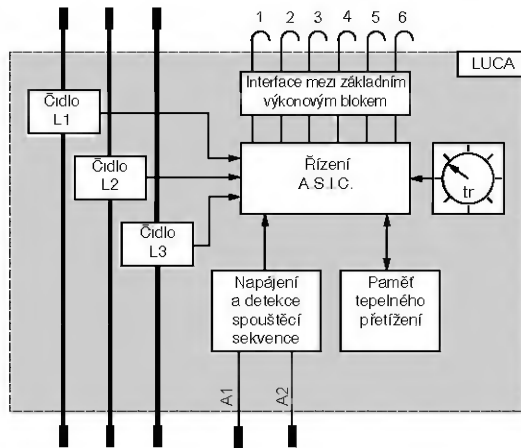 1 2 3 4 5 6
LUCA
Interface mezi základním
výkonovým blokem
Čidlo
L1
Řízení
A.S.I.C.
Čidlo
L2
tr
Čidlo
L3
Napájení
a detekce
spouštěcí
sekvence
Paměť
tepelného
přetížení
A1
A2